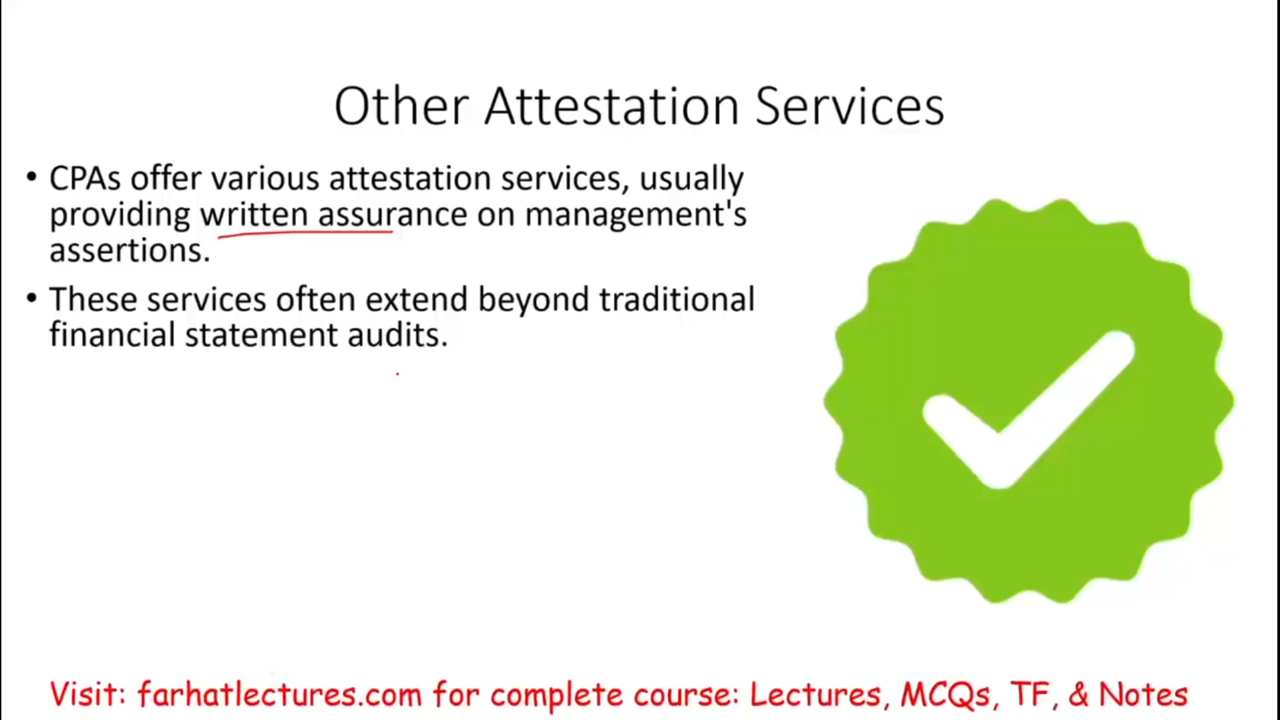 Other Attestation Services
• CPAs offer various attestation services, usually
providing written assurance on management's
assertions.
• These services often extend beyond traditional
financial statement audits.
Visit: farhatlectures.com for complete course: Lectures, MCQs, TF, & Notes